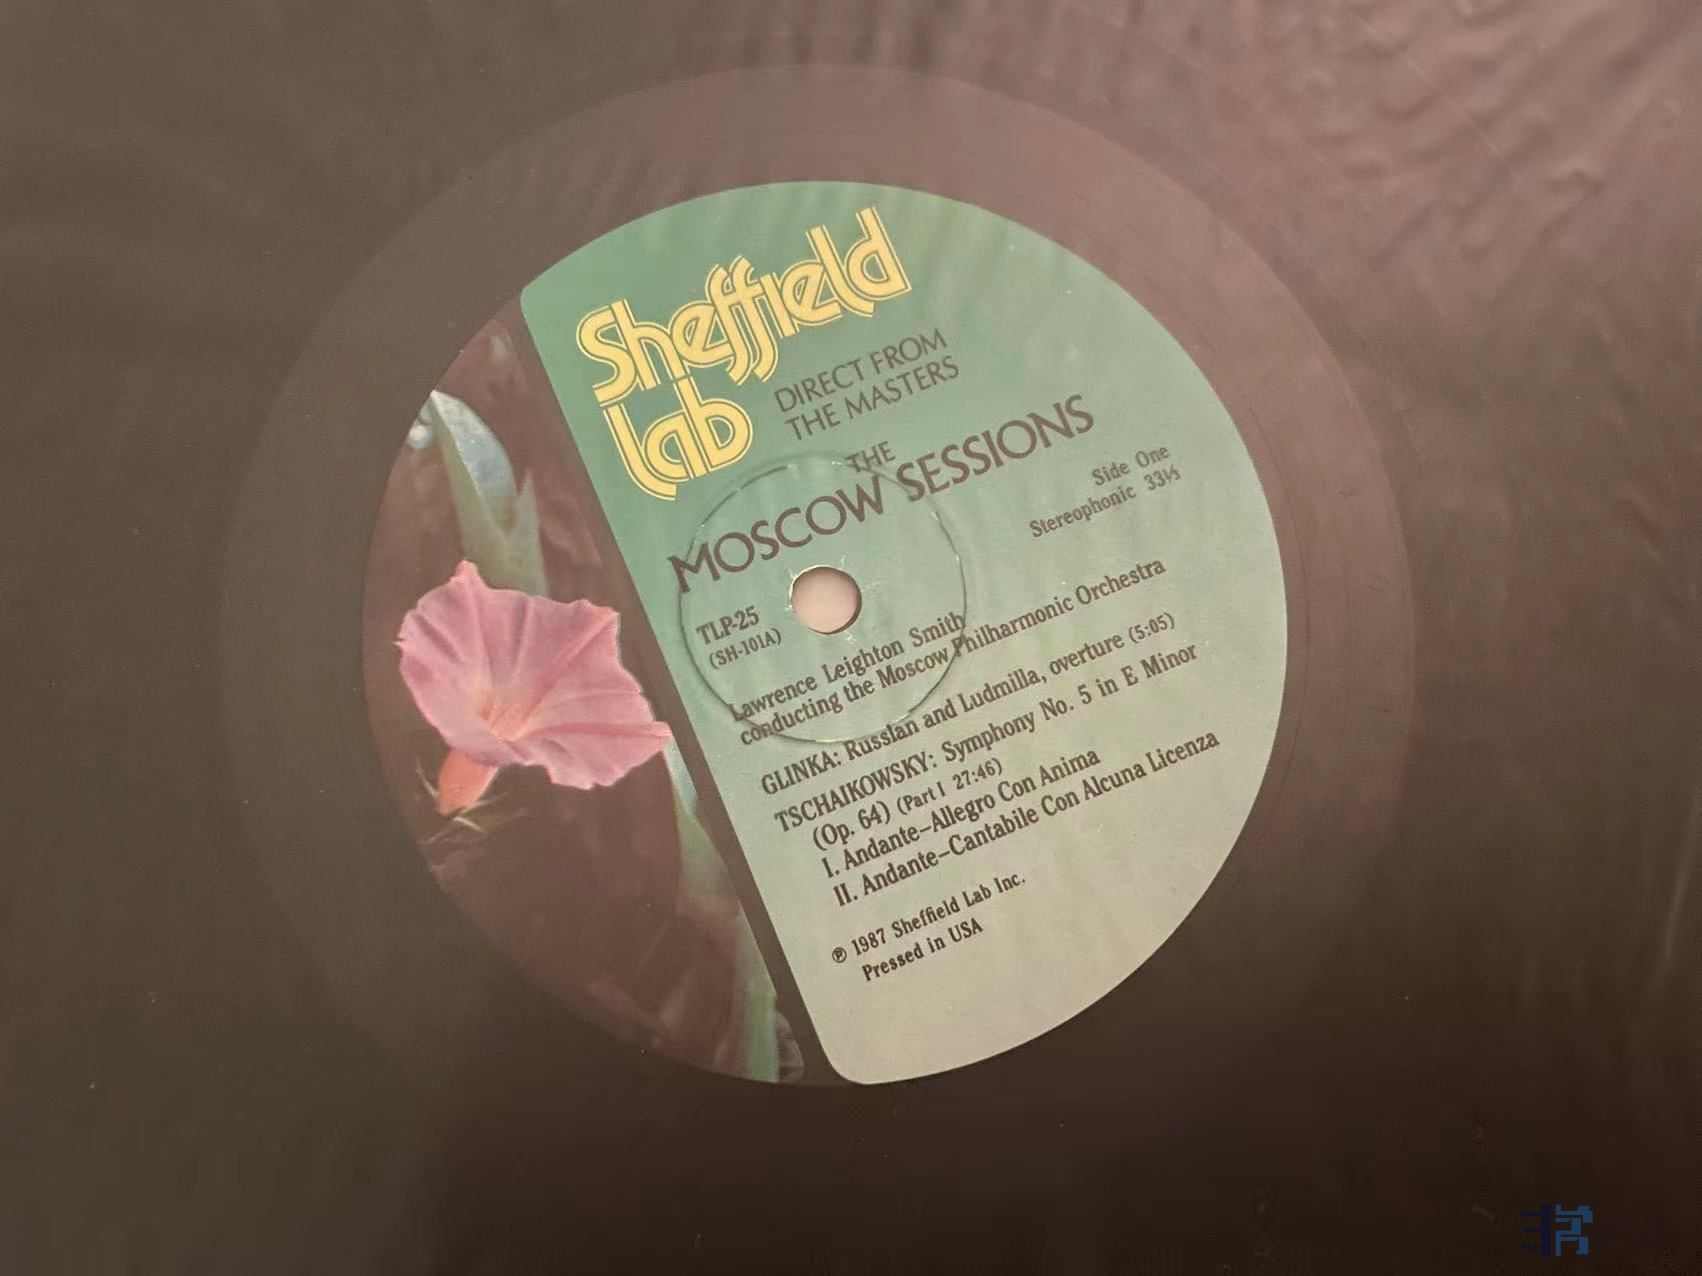 Sheffield
Lab
DIRECT FROM
THE MASTERS
THE
MOSCOW SESSIONS
Side One
Stereophonic 33⅓
TLP-25
(SH-101A)
Lawrence Leighton Smith
conducting the Moscow Philharmonic Orchestra
GLINKA: Russlan and Ludmilla, overture (5:05)
TSCHAIKOWSKY: Symphony No. 5 in E Minor
(Op. 64) (Part I 27:46)
I. Andante–Allegro Con Anima
II. Andante–Cantabile Con Alcuna Licenza
℗ 1987 Sheffield Lab Inc.
Pressed in USA